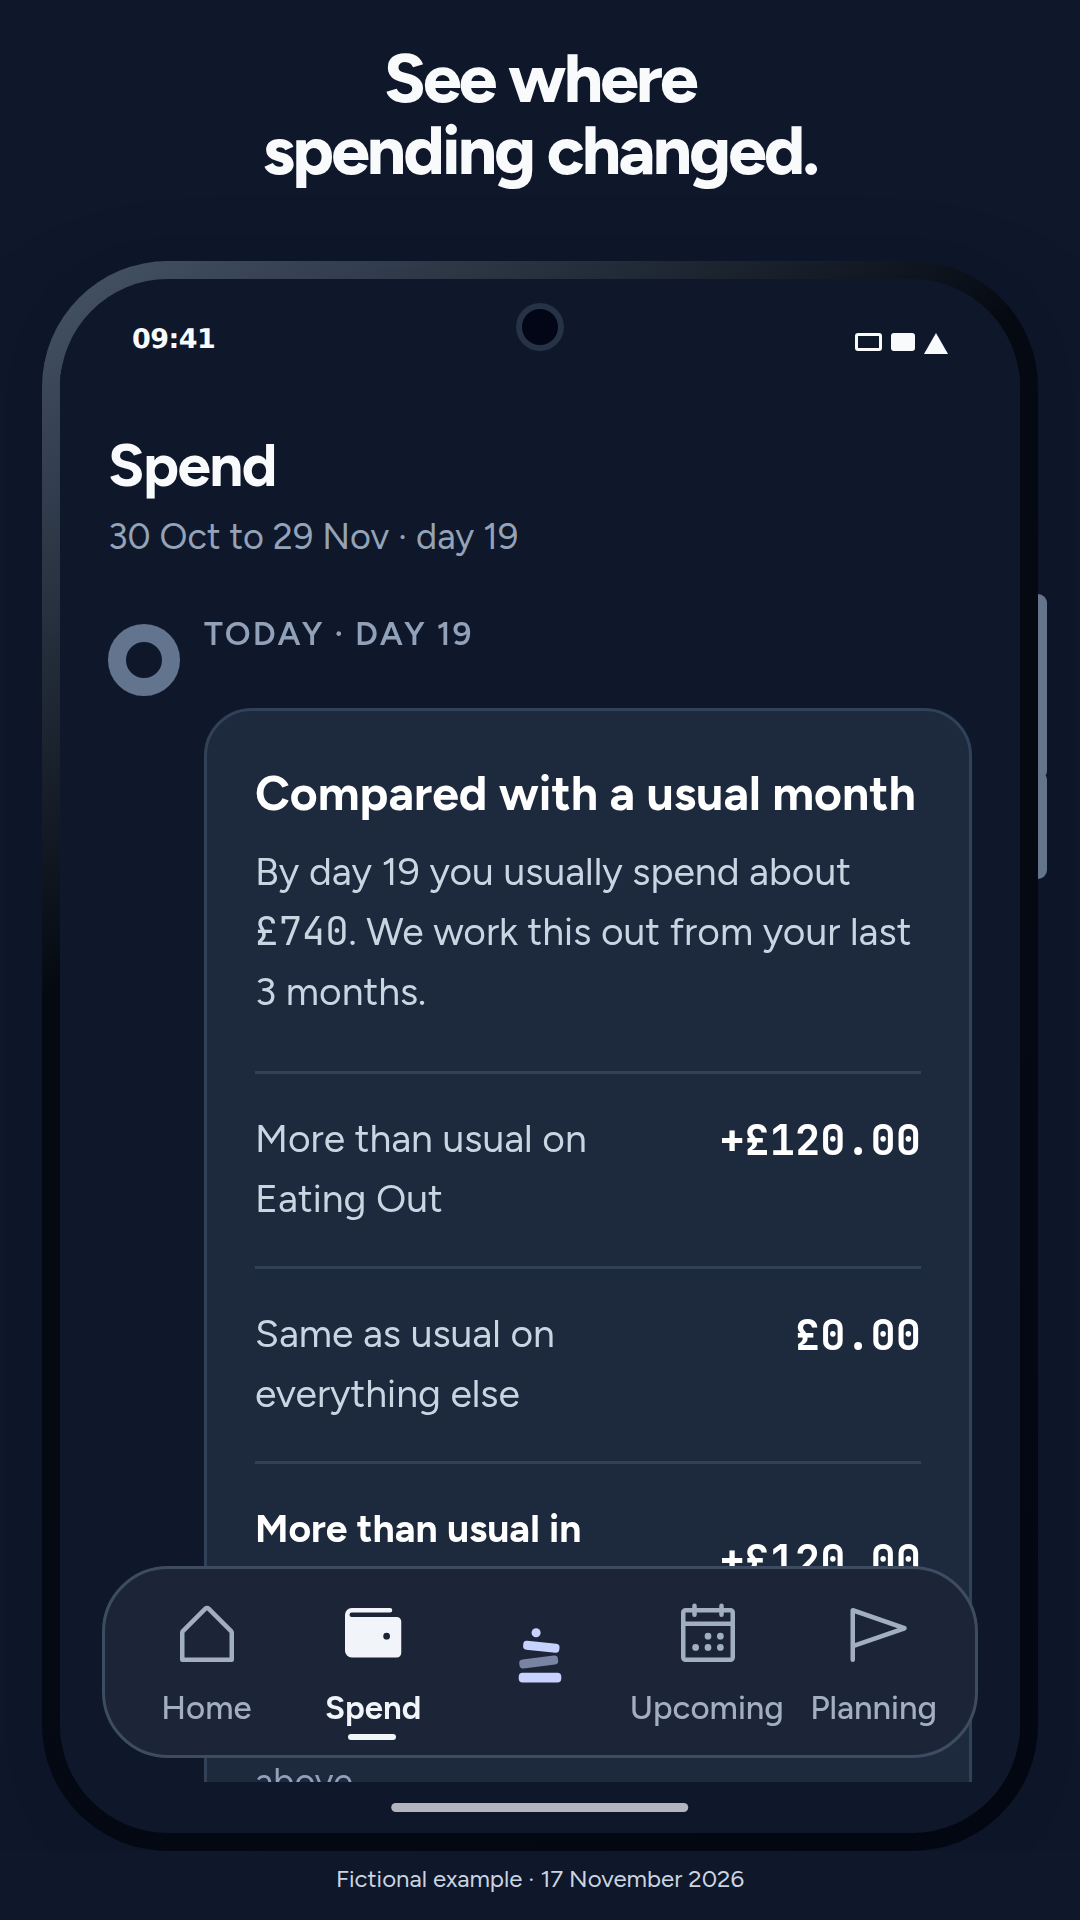 See where
spending changed.
09:41
Spend
30 Oct to 29 Nov · day 19
TODAY · DAY 19
Compared with a usual month
By day 19 you usually spend about
£740. We work this out from your last
3 months.
More than usual on +£120.00
Eating Out
Same as usual on £0.00
everything else
More than usual in
+£120.00
Home Spend Upcoming Planning
above
Fictional example · 17 November 2026